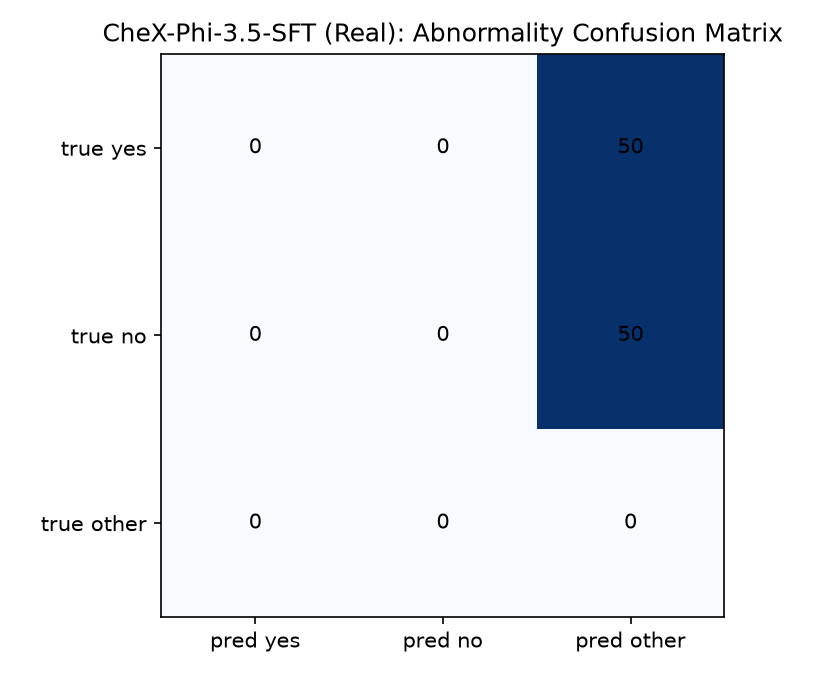 CheX-Phi-3.5-SFT (Real): Abnormality Confusion Matrix
true yes 0 0 50
true no 0 0 50
true other 0 0 0
pred yes pred no pred other